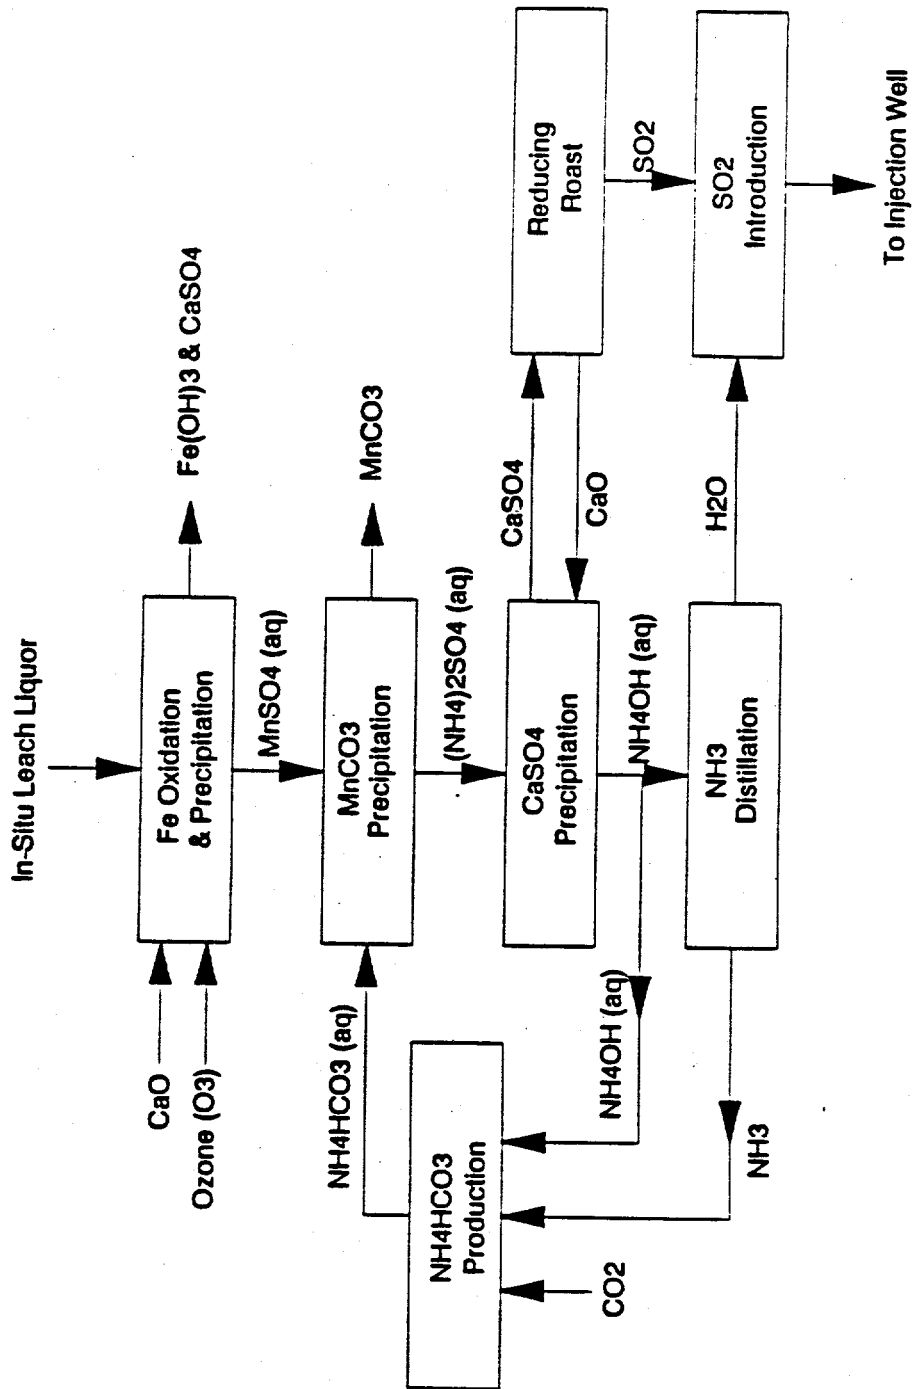 In-Situ Leach Liquor
CaO
Ozone (O3)
Fe Oxidation
& Precipitation
Fe(OH)3 & CaSO4
MnSO4 (aq)
NH4HCO3 (aq)
MnCO3
Precipitation
MnCO3
(NH4)2SO4 (aq)
NH4HCO3
Production
CO2
CaSO4
Precipitation
CaSO4
CaO
Reducing
Roast
NH4OH (aq)
NH4OH (aq)
SO2
NH3
Distillation
NH3
H2O
SO2
Introduction
To Injection Well